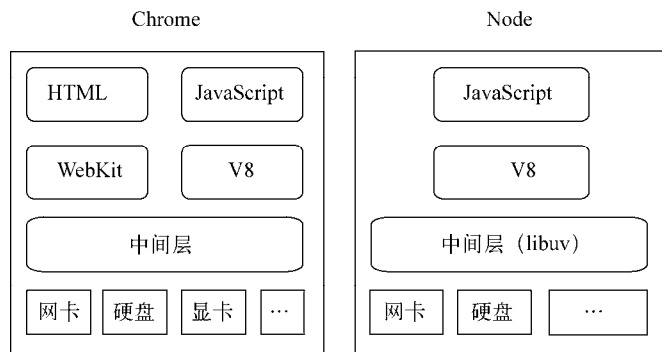 Chrome
Node
HTML
JavaScript
JavaScript
WebKit
V8
V8
中间层
中间层（libuv）
网卡
硬盘
显卡
…
网卡
硬盘
…